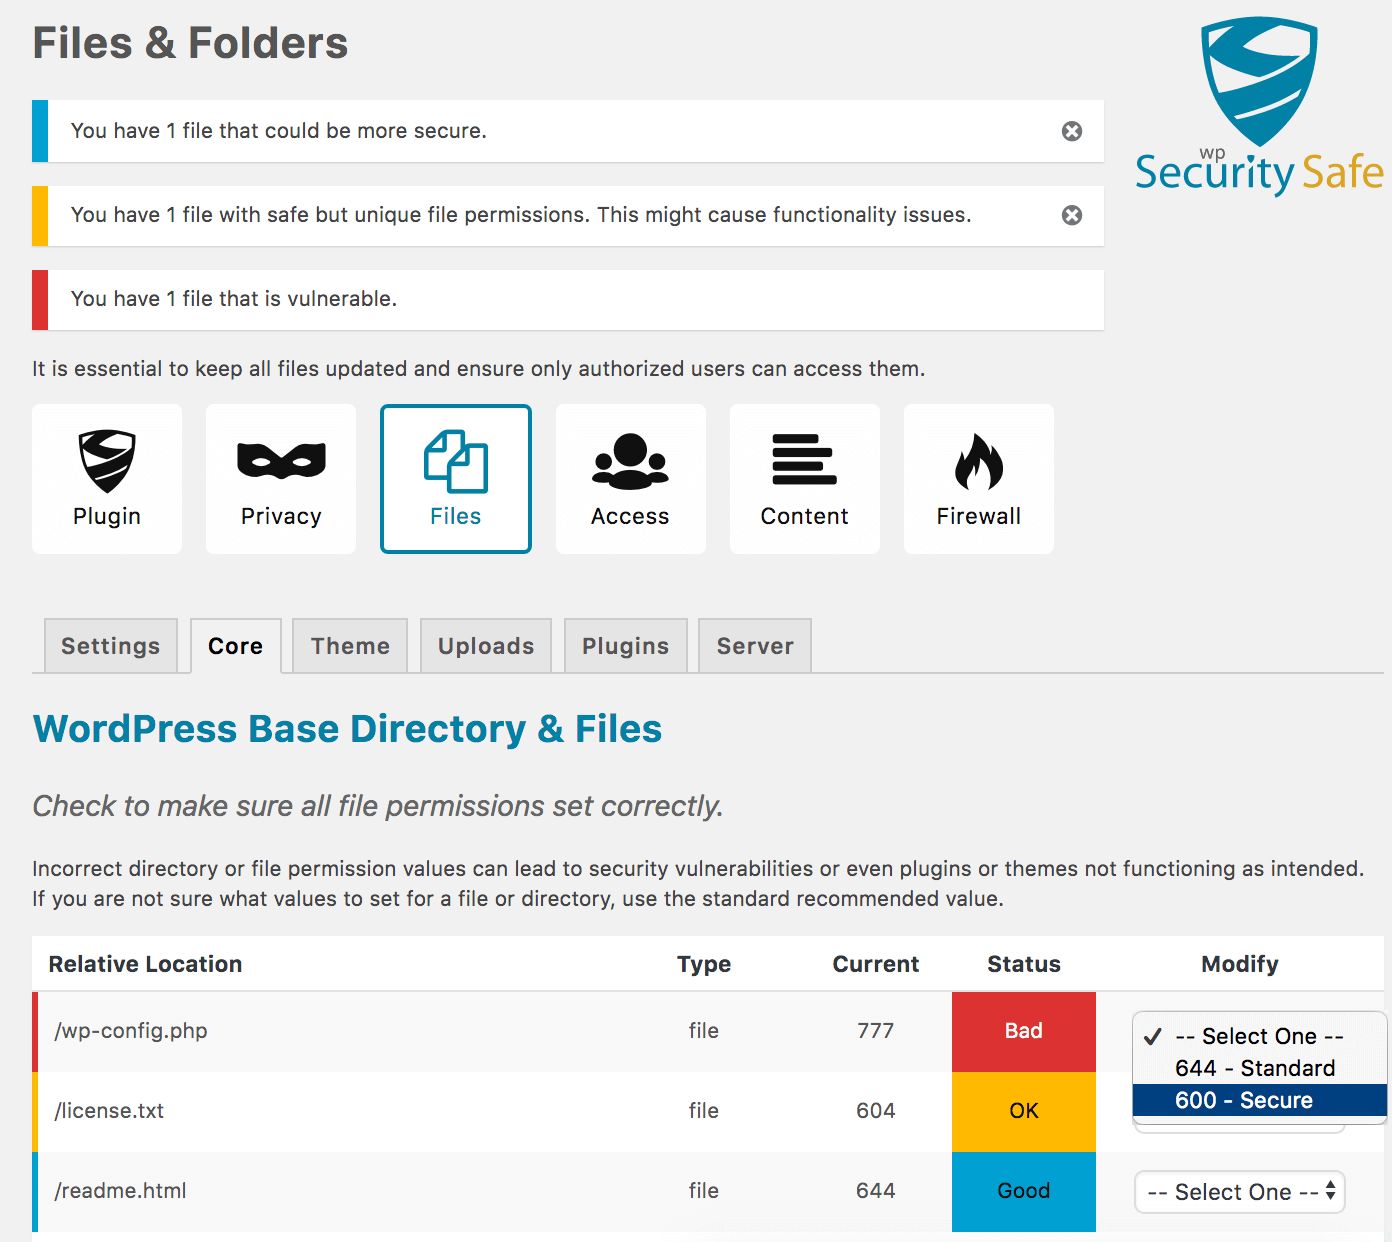 Files & Folders
wp
Security Safe
You have 1 file that could be more secure.
You have 1 file with safe but unique file permissions. This might cause functionality issues.
You have 1 file that is vulnerable.
It is essential to keep all files updated and ensure only authorized users can access them.
Plugin Privacy Files Access Content Firewall
Settings Core Theme Uploads Plugins Server
WordPress Base Directory & Files
Check to make sure all file permissions set correctly.
Incorrect directory or file permission values can lead to security vulnerabilities or even plugins or themes not functioning as intended.
If you are not sure what values to set for a file or directory, use the standard recommended value.
Relative Location Type Current Status Modify
/wp-config.php file 777 Bad
✓ -- Select One --
644 - Standard
600 - Secure
/license.txt file 604 OK
/readme.html file 644 Good -- Select One --